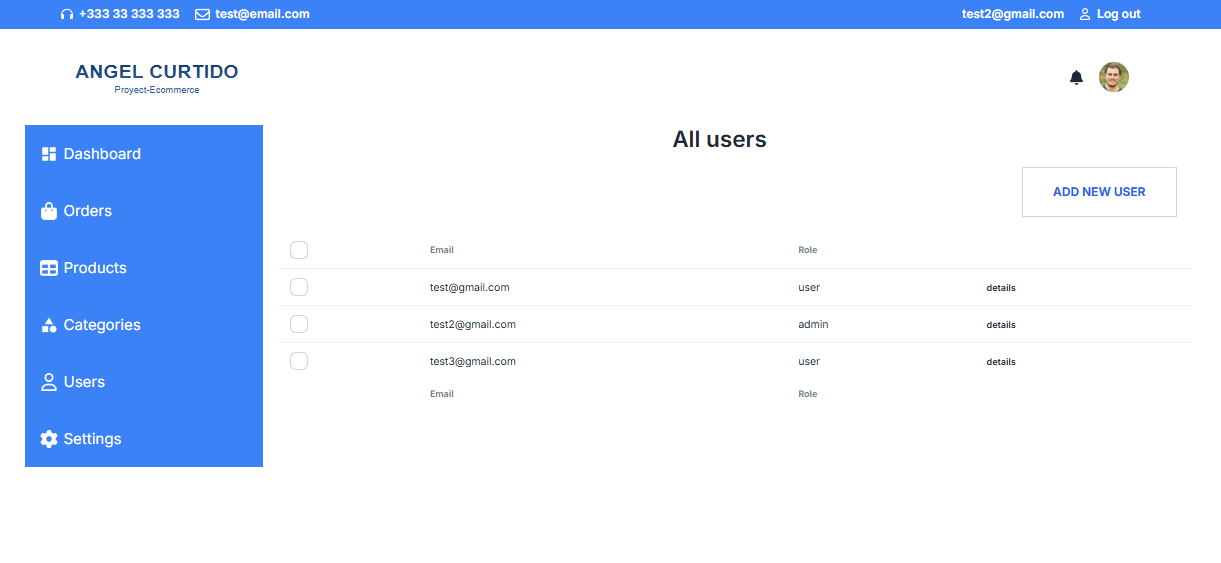 +333 33 333 333 test@email.com test2@gmail.com Log out
ANGEL CURTIDO
Proyect-Ecommerce
Dashboard
Orders
Products
Categories
Users
Settings
All users
ADD NEW USER
Email Role
test@gmail.com user details
test2@gmail.com admin details
test3@gmail.com user details
Email Role